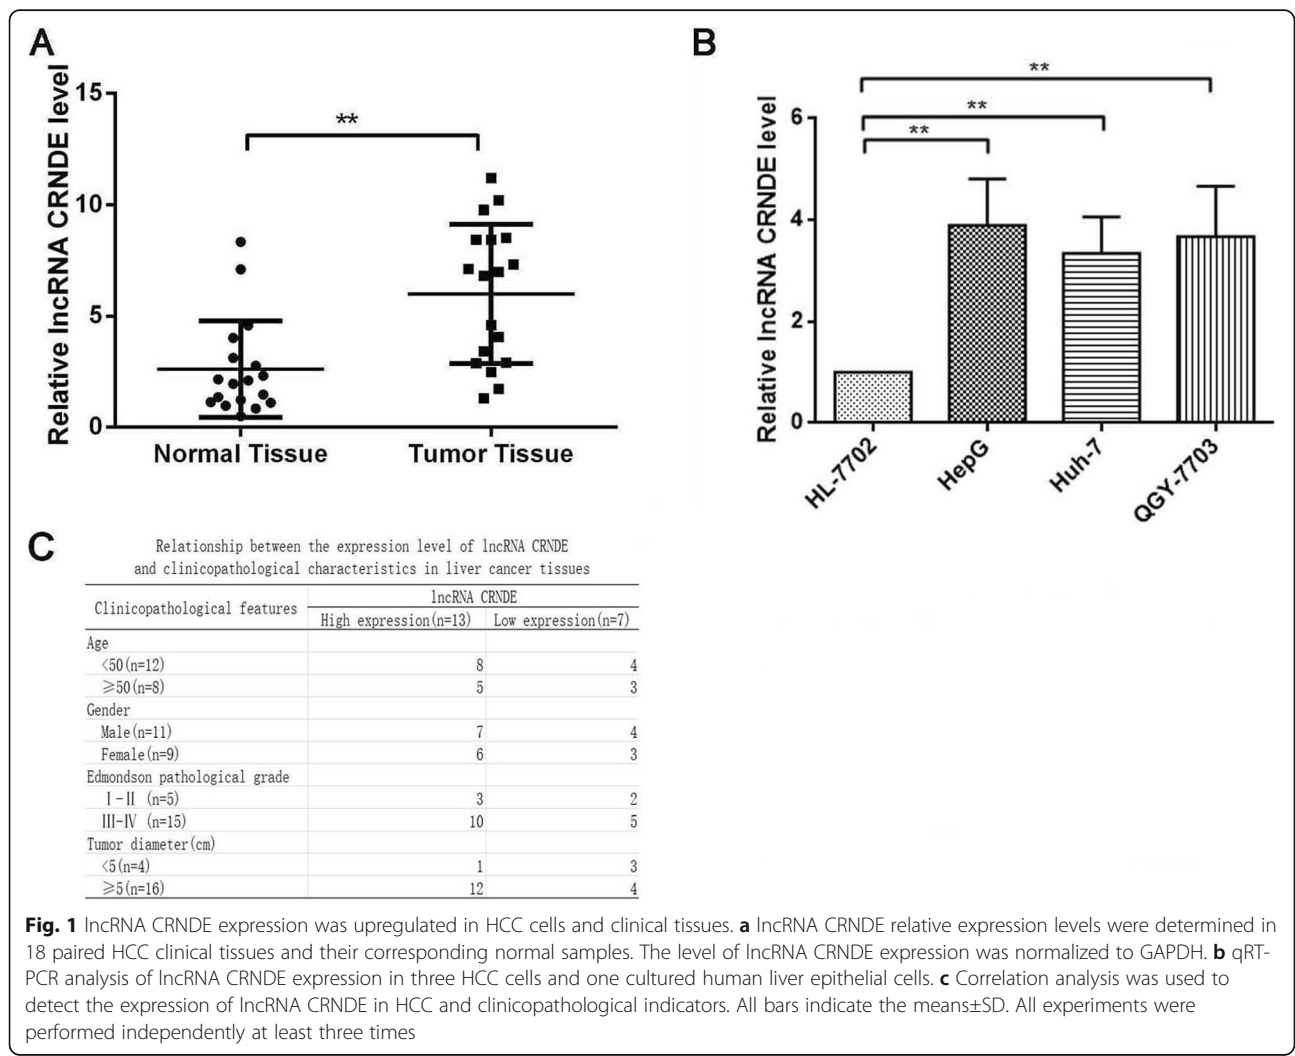 A
Relative lncRNA CRNDE level
15
10
5
0
**
Normal Tissue
Tumor Tissue
B
Relative lncRNA CRNDE level
6
4
2
0
**
**
**
HL-7702
HepG
Huh-7
QGY-7703
C
Relationship between the expression level of lncRNA CRNDE
and clinicopathological characteristics in liver cancer tissues
Clinicopathological features
lncRNA CRNDE
High expression(n=13) Low expression(n=7)
Age
<50(n=12) 8 4
≥50(n=8) 5 3
Gender
Male(n=11) 7 4
Female(n=9) 6 3
Edmondson pathological grade
Ⅰ-Ⅱ (n=5) 3 2
Ⅲ-Ⅳ (n=15) 10 5
Tumor diameter(cm)
<5(n=4) 1 3
≥5(n=16) 12 4
Fig. 1 lncRNA CRNDE expression was upregulated in HCC cells and clinical tissues. a lncRNA CRNDE relative expression levels were determined in
18 paired HCC clinical tissues and their corresponding normal samples. The level of lncRNA CRNDE expression was normalized to GAPDH. b qRT-
PCR analysis of lncRNA CRNDE expression in three HCC cells and one cultured human liver epithelial cells. c Correlation analysis was used to
detect the expression of lncRNA CRNDE in HCC and clinicopathological indicators. All bars indicate the means±SD. All experiments were
performed independently at least three times